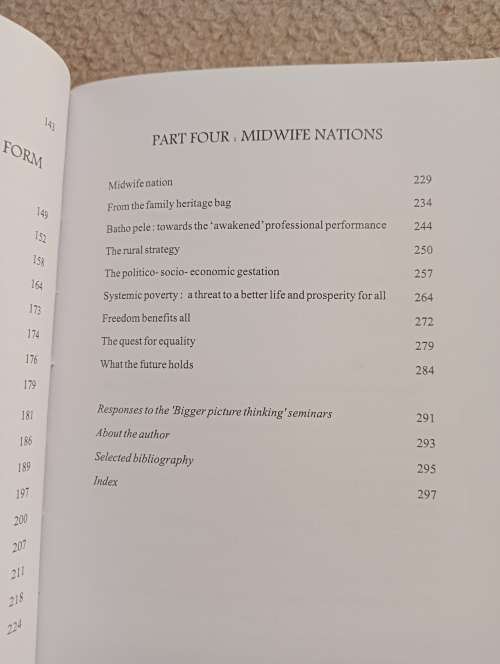 143
FORM
149
152
158
164
173
174
176
179
181
186
189
197
200
207
211
218
224
PART FOUR : MIDWIFE NATIONS
Midwife nation 229
From the family heritage bag 234
Batho pele : towards the ‘awakened’ professional performance 244
The rural strategy 250
The politico- socio- economic gestation 257
Systemic poverty : a threat to a better life and prosperity for all 264
Freedom benefits all 272
The quest for equality 279
What the future holds 284
Responses to the 'Bigger picture thinking' seminars 291
About the author 293
Selected bibliography 295
Index 297